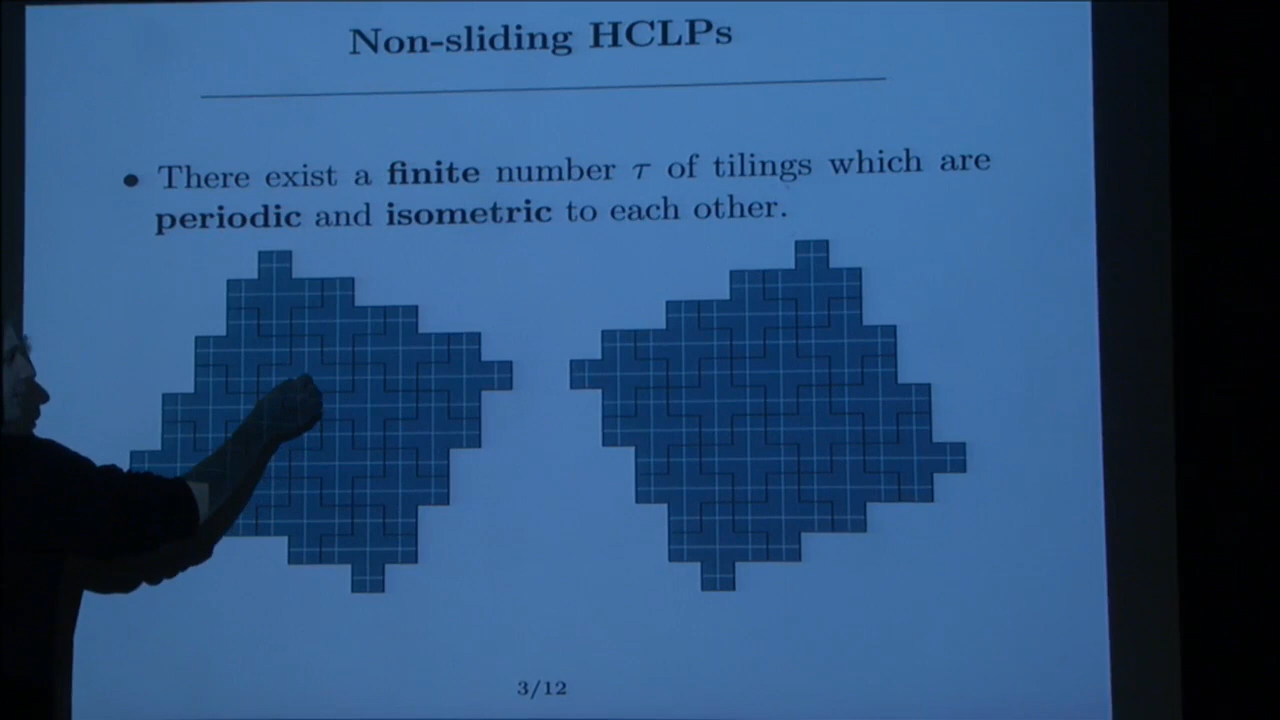 Non-sliding HCLPs
• There exist a finite number τ of tilings which are
periodic and isometric to each other.
3/12